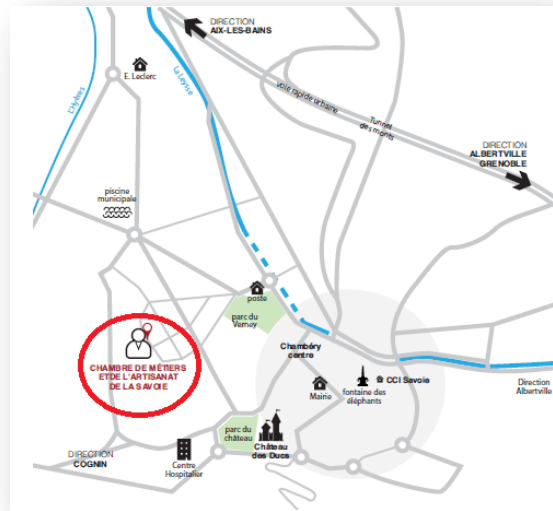 DIRECTION
AIX-LES-BAINS
E. Leclerc
La Leysse
L'Hyères
voie rapide urbaine
Tunnel
des monts
DIRECTION
ALBERTVILLE
GRENOBLE
piscine
municipale
poste
parc du
Verney
Chambéry
centre
CHAMBRE DE MÉTIERS
ET DE L'ARTISANAT
DE LA SAVOIE
CCI Savoie
Mairie
fontaine des
éléphants
Direction
Albertville
parc du
château
Château
des Ducs
DIRECTION
COGNIN
Centre
Hospitalier